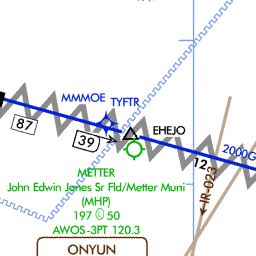 MMMOE TYFTR
87
EHEJO
39
2000G
12
METTER
John Edwin Jones Sr Fld/Metter Muni
(MHP)
197 Ⓛ 50
AWOS-3PT 120.3
IR-023
ONYUN